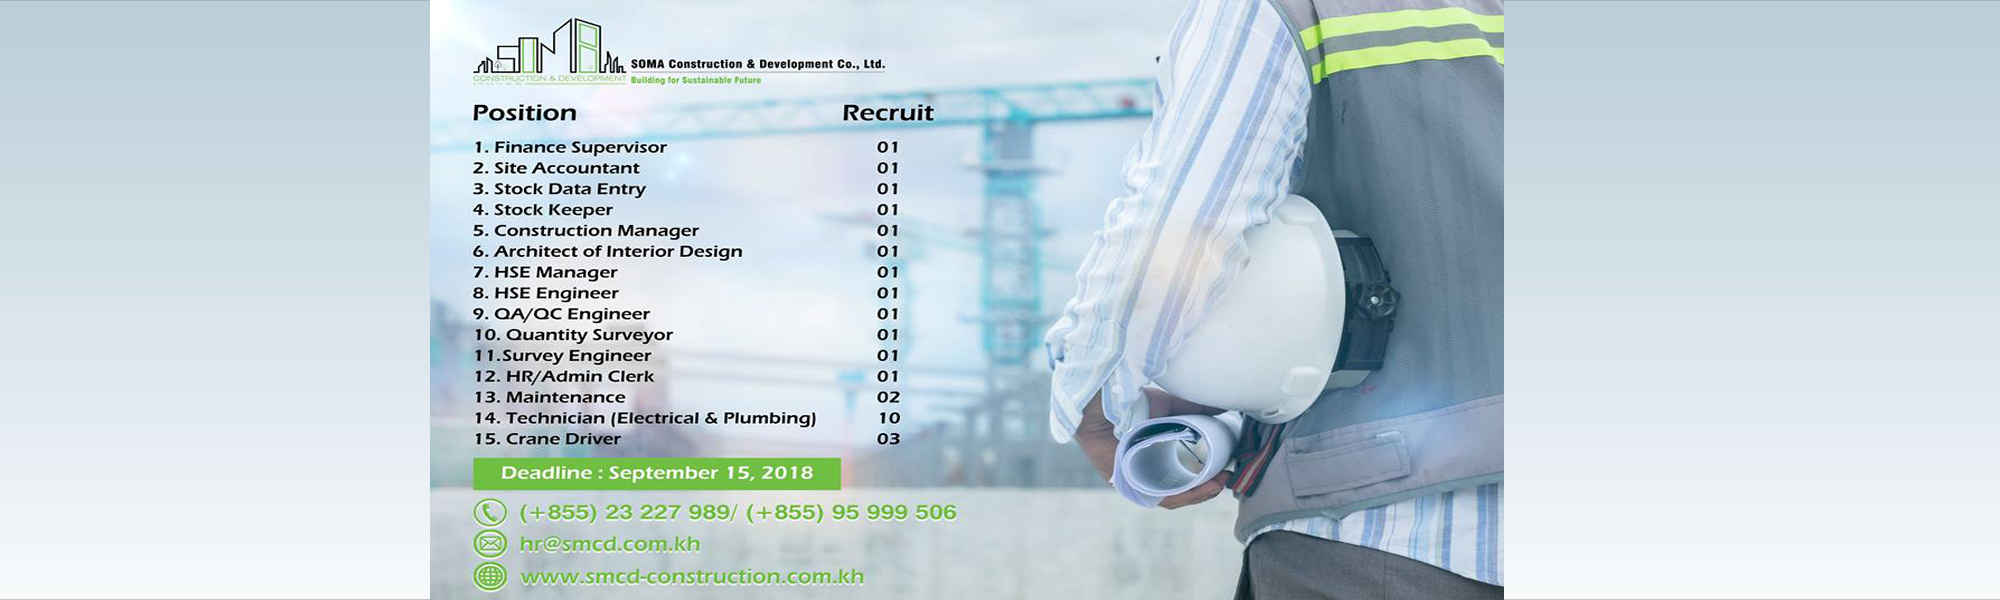 SOMA
CONSTRUCTION & DEVELOPMENT
SOMA Construction & Development Co., Ltd.
Building for Sustainable Future
Position Recruit
1. Finance Supervisor 01
2. Site Accountant 01
3. Stock Data Entry 01
4. Stock Keeper 01
5. Construction Manager 01
6. Architect of Interior Design 01
7. HSE Manager 01
8. HSE Engineer 01
9. QA/QC Engineer 01
10. Quantity Surveyor 01
11.Survey Engineer 01
12. HR/Admin Clerk 01
13. Maintenance 02
14. Technician (Electrical & Plumbing) 10
15. Crane Driver 03
Deadline : September 15, 2018
(+855) 23 227 989/ (+855) 95 999 506
hr@smcd.com.kh
www.smcd-construction.com.kh